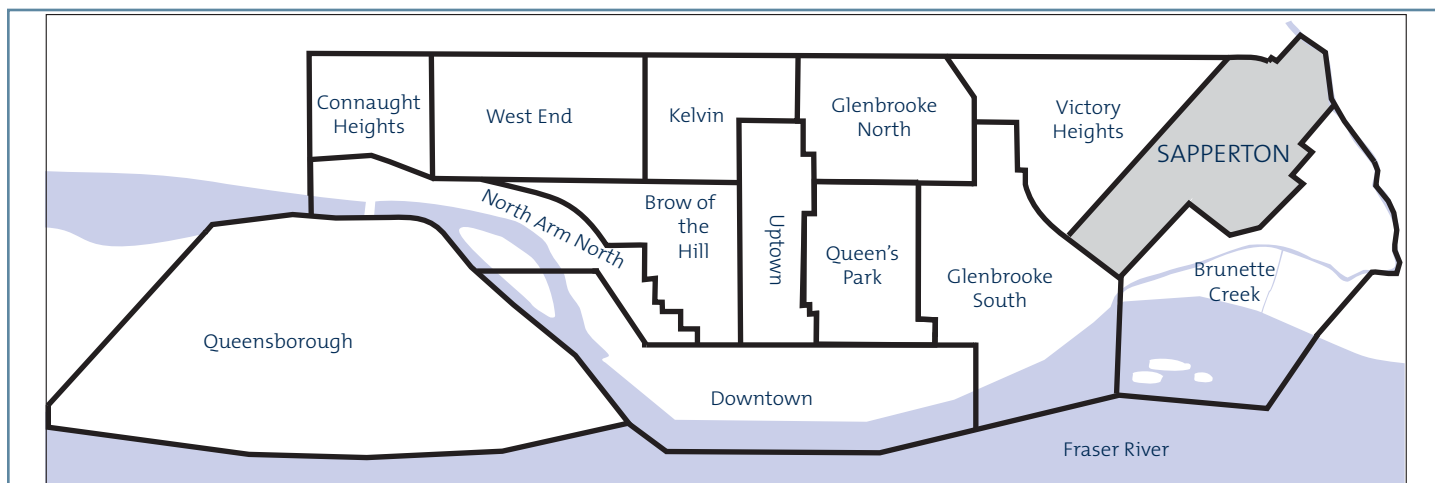 Connaught
Heights
West End
Kelvin
Glenbrooke
North
Victory
Heights
SAPPERTON
North Arm North
Brow of
the
Hill
Uptown
Queen's
Park
Glenbrooke
South
Brunette
Creek
Queensborough
Downtown
Fraser River